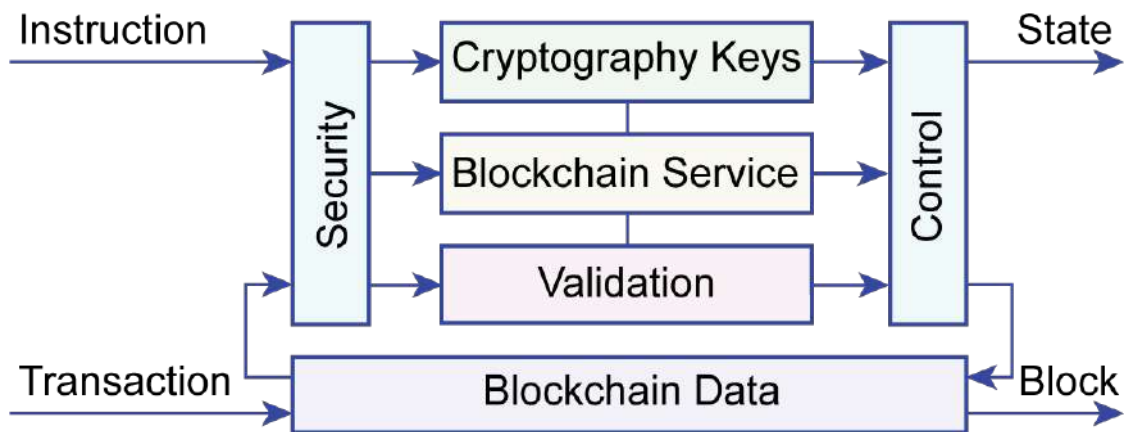 Instruction
State
Security
Cryptography Keys
Blockchain Service
Validation
Control
Transaction
Blockchain Data
Block